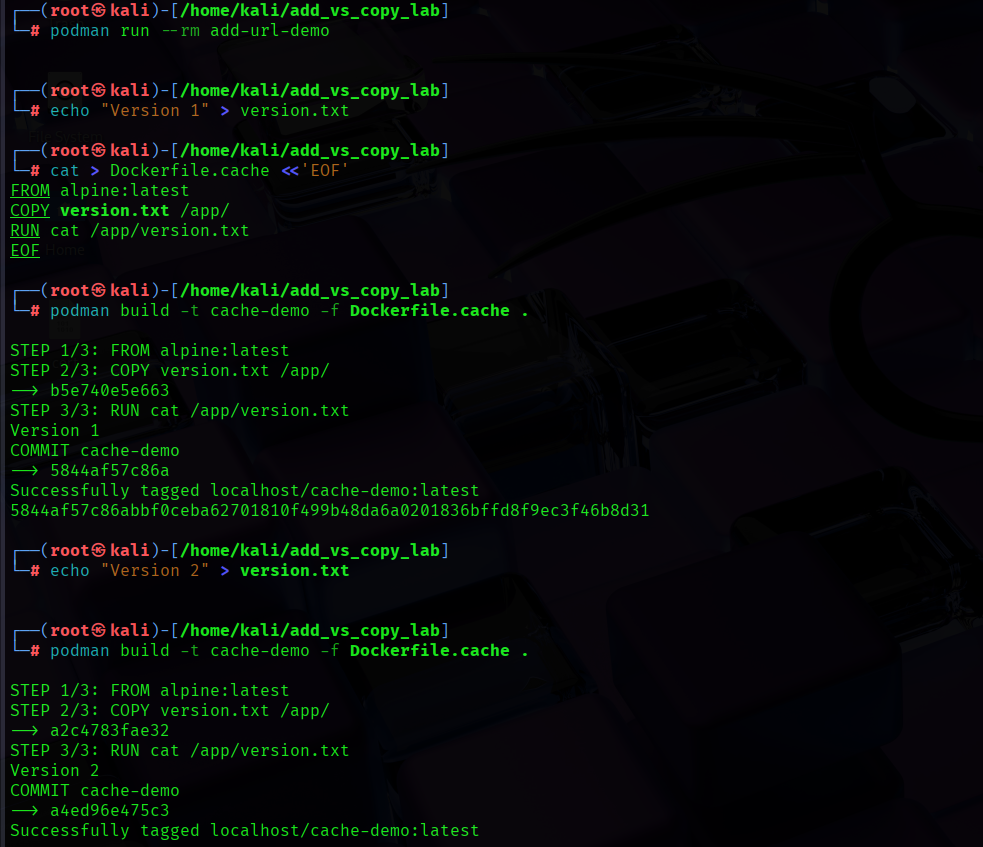 ┌──(root㉿kali)-[/home/kali/add_vs_copy_lab]
└─# podman run --rm add-url-demo
┌──(root㉿kali)-[/home/kali/add_vs_copy_lab]
└─# echo "Version 1" > version.txt
┌──(root㉿kali)-[/home/kali/add_vs_copy_lab]
└─# cat > Dockerfile.cache <<'EOF'
FROM alpine:latest
COPY version.txt /app/
RUN cat /app/version.txt
EOF
Home
┌──(root㉿kali)-[/home/kali/add_vs_copy_lab]
└─# podman build -t cache-demo -f Dockerfile.cache .
STEP 1/3: FROM alpine:latest
STEP 2/3: COPY version.txt /app/
--> b5e740e5e663
STEP 3/3: RUN cat /app/version.txt
Version 1
COMMIT cache-demo
--> 5844af57c86a
Successfully tagged localhost/cache-demo:latest
5844af57c86abbf0ceba62701810f499b48da6a0201836bffd8f9ec3f46b8d31
┌──(root㉿kali)-[/home/kali/add_vs_copy_lab]
└─# echo "Version 2" > version.txt
┌──(root㉿kali)-[/home/kali/add_vs_copy_lab]
└─# podman build -t cache-demo -f Dockerfile.cache .
STEP 1/3: FROM alpine:latest
STEP 2/3: COPY version.txt /app/
--> a2c4783fae32
STEP 3/3: RUN cat /app/version.txt
Version 2
COMMIT cache-demo
--> a4ed96e475c3
Successfully tagged localhost/cache-demo:latest